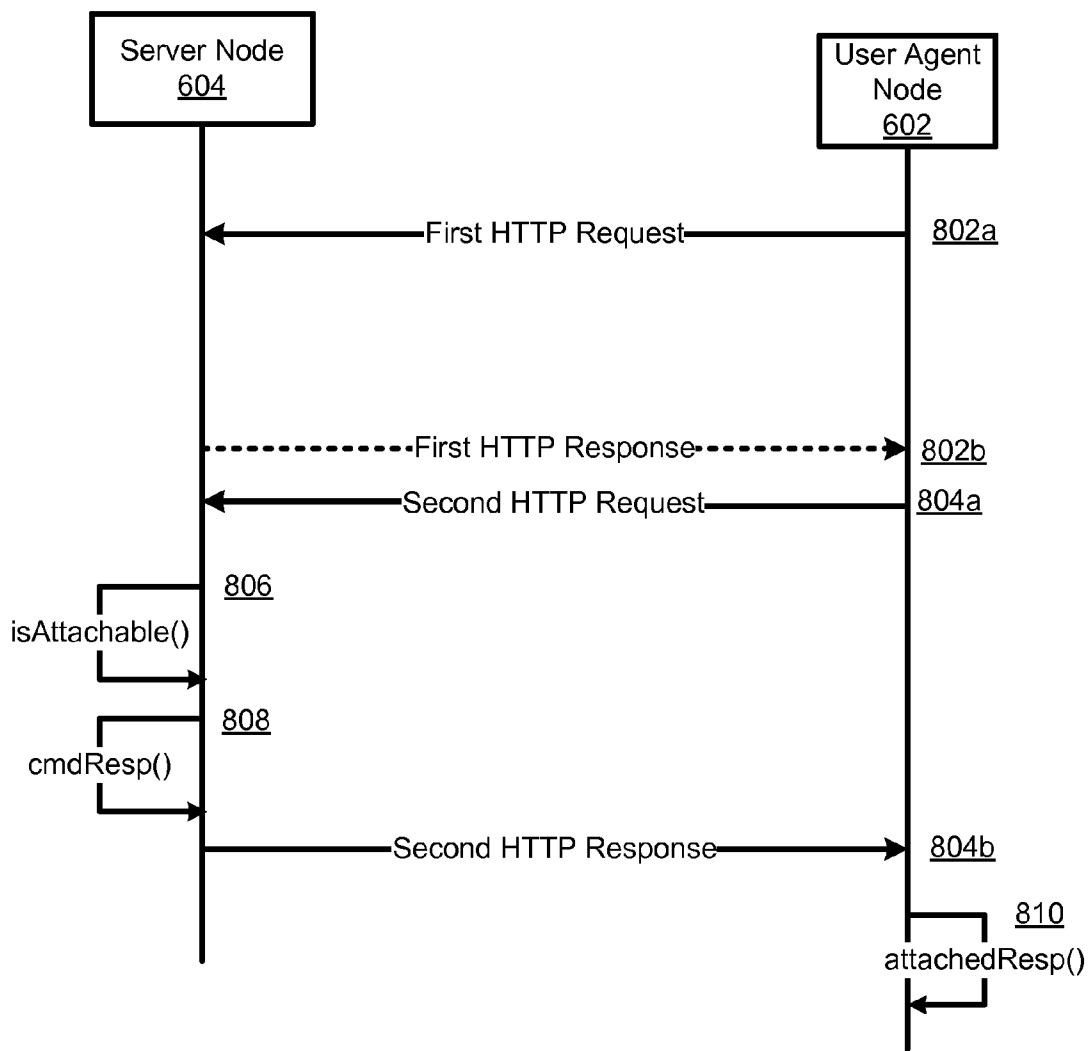 Server Node
604
User Agent
Node
602
First HTTP Request
802a
First HTTP Response
802b
Second HTTP Request
804a
806
isAttachable()
808
cmdResp()
Second HTTP Response
804b
810
attachedResp()